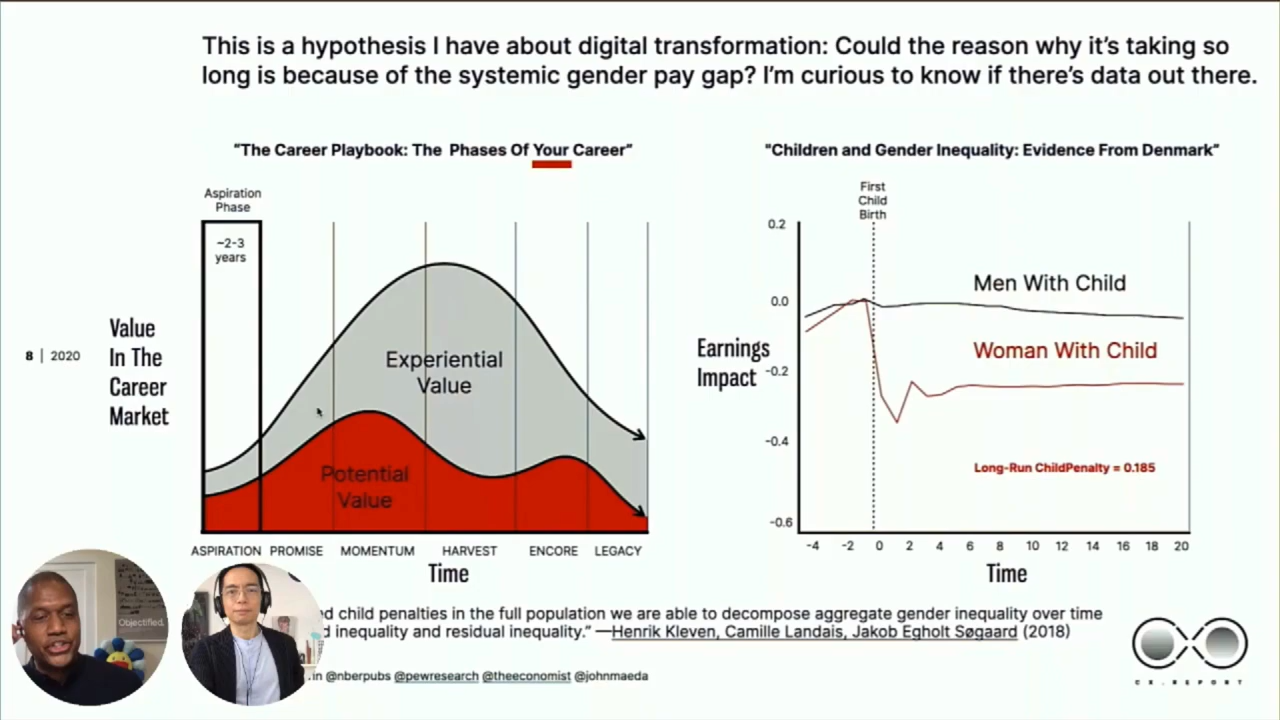 This is a hypothesis I have about digital transformation: Could the reason why it's taking so
long is because of the systemic gender pay gap? I'm curious to know if there's data out there.
"The Career Playbook: The Phases Of Your Career"
Aspiration
Phase
~2-3
years
Value
In The
Career
Market
Experiential
Value
Potential
Value
ASPIRATION PROMISE MOMENTUM HARVEST ENCORE LEGACY
Time
"Children and Gender Inequality: Evidence From Denmark"
First
Child
Birth
0.2
0.0
-0.2
-0.4
-0.6
Earnings
Impact
Men With Child
Woman With Child
Long-Run ChildPenalty = 0.185
-4 -2 0 2 4 6 8 10 12 14 16 18 20
Time
8 | 2020
d child penalties in the full population we are able to decompose aggregate gender inequality over time
d inequality and residual inequality." —Henrik Kleven, Camille Landais, Jakob Egholt Søgaard (2018)
.in @nberpubs @pewresearch @theeconomist @johnmaeda
Objectified.
CX.REPORT